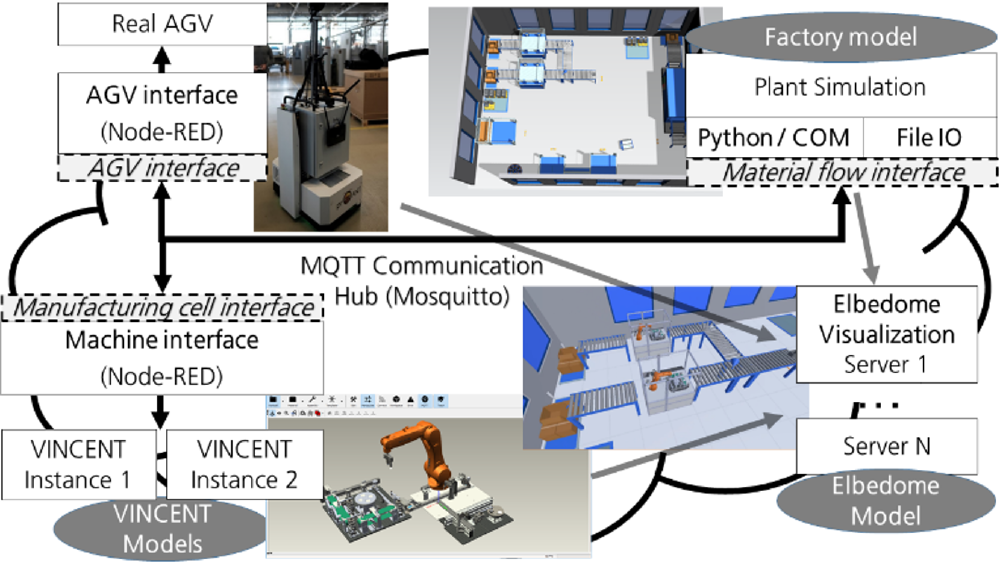 Real AGV
AGV interface
(Node-RED)
AGV interface
Factory model
Plant Simulation
Python / COM
File IO
Material flow interface
MQTT Communication
Hub (Mosquitto)
Manufacturing cell interface
Machine interface
(Node-RED)
VINCENT
Instance 1
VINCENT
Instance 2
VINCENT
Models
Elbedome
Visualization
Server 1
...
Server N
Elbedome
Model